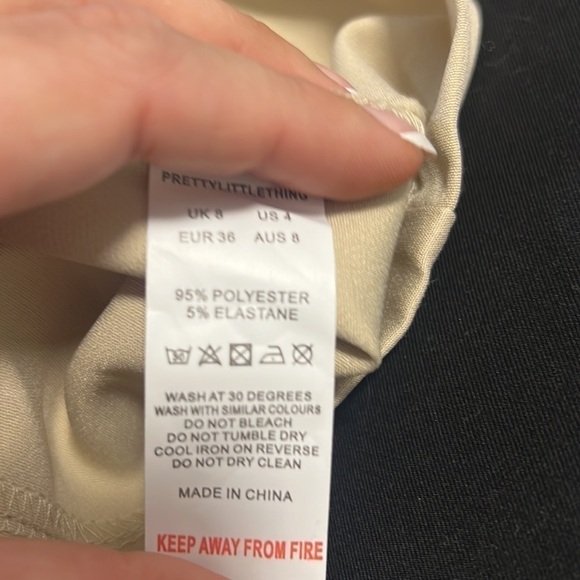 PRETTYLITTLETHING
UK 8 US 4
EUR 36 AUS 8
95% POLYESTER
5% ELASTANE
WASH AT 30 DEGREES
WASH WITH SIMILAR COLOURS
DO NOT BLEACH
DO NOT TUMBLE DRY
COOL IRON ON REVERSE
DO NOT DRY CLEAN
MADE IN CHINA
KEEP AWAY FROM FIRE